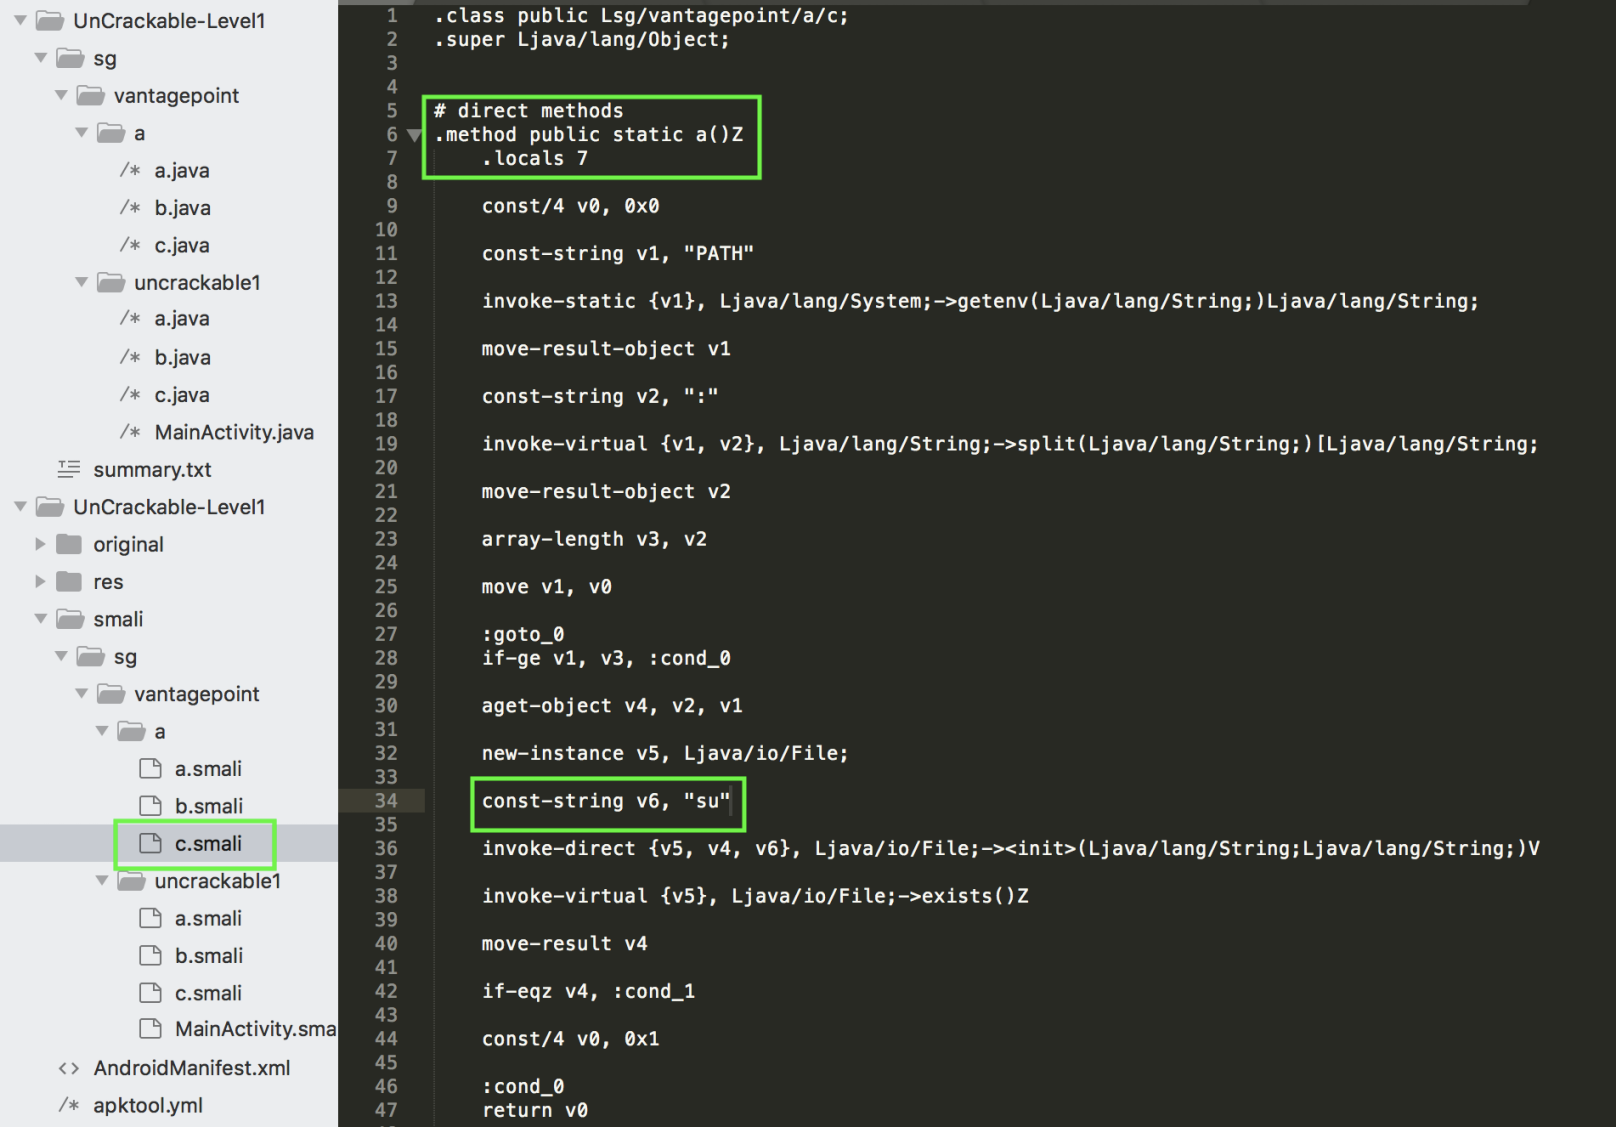 UnCrackable-Level1
sg
vantagepoint
a
/* a.java
/* b.java
/* c.java
uncrackable1
/* a.java
/* b.java
/* c.java
/* MainActivity.java
summary.txt
UnCrackable-Level1
original
res
smali
sg
vantagepoint
a
a.smali
b.smali
c.smali
uncrackable1
a.smali
b.smali
c.smali
MainActivity.sma
<> AndroidManifest.xml
/* apktool.yml
1 .class public Lsg/vantagepoint/a/c;
2 .super Ljava/lang/Object;
3
4
5 # direct methods
6 .method public static a()Z
7 .locals 7
8
9 const/4 v0, 0x0
10
11 const-string v1, "PATH"
12
13 invoke-static {v1}, Ljava/lang/System;->getenv(Ljava/lang/String;)Ljava/lang/String;
14
15 move-result-object v1
16
17 const-string v2, ":"
18
19 invoke-virtual {v1, v2}, Ljava/lang/String;->split(Ljava/lang/String;)[Ljava/lang/String;
20
21 move-result-object v2
22
23 array-length v3, v2
24
25 move v1, v0
26
27 :goto_0
28 if-ge v1, v3, :cond_0
29
30 aget-object v4, v2, v1
31
32 new-instance v5, Ljava/io/File;
33
34 const-string v6, "su"
35
36 invoke-direct {v5, v4, v6}, Ljava/io/File;-><init>(Ljava/lang/String;Ljava/lang/String;)V
37
38 invoke-virtual {v5}, Ljava/io/File;->exists()Z
39
40 move-result v4
41
42 if-eqz v4, :cond_1
43
44 const/4 v0, 0x1
45
46 :cond_0
47 return v0